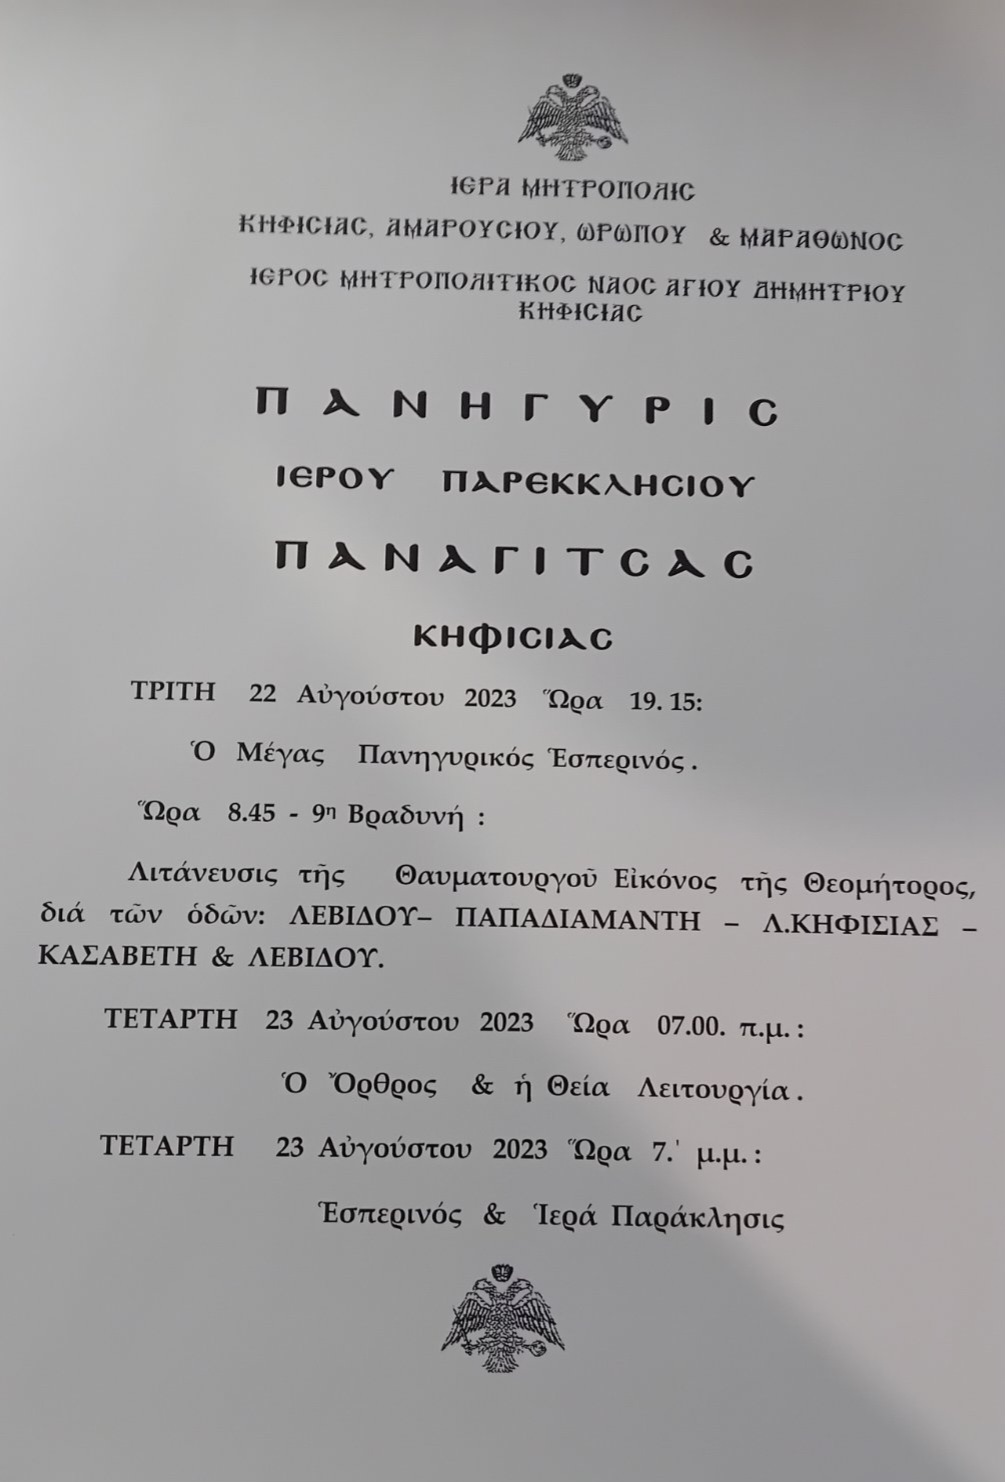 ΙΕΡΑ ΜΗΤΡΟΠΟΛΙϹ
ΚΗΦΙϹΙΑϹ, ΑΜΑΡΟΥϹΙΟΥ, ΩΡΩΠΟΥ & ΜΑΡΑΘΩΝΟϹ
ΙΕΡΟϹ ΜΗΤΡΟΠΟΛΙΤΙΚΟϹ ΝΑΟϹ ΑΓΙΟΥ ΔΗΜΗΤΡΙΟΥ
ΚΗΦΙϹΙΑϹ
Π Α Ν Η Γ Υ Ρ Ι Ϲ
ΙΕΡΟΥ ΠΑΡΕΚΚΛΗϹΙΟΥ
Π Α Ν Α Γ Ι Τ Ϲ Α Ϲ
ΚΗΦΙϹΙΑϹ
ΤΡΙΤΗ 22 Αὐγούστου 2023 Ὥρα 19. 15:
Ὁ Μέγας Πανηγυρικός Ἑσπερινός .
Ὥρα 8.45 - 9η Βραδυνή :
Λιτάνευσις τῆς Θαυματουργοῦ Εἰκόνος τῆς Θεομήτορος,
διά τῶν ὁδῶν: ΛΕΒΙΔΟΥ– ΠΑΠΑΔΙΑΜΑΝΤΗ – Λ.ΚΗΦΙΣΙΑΣ –
ΚΑΣΑΒΕΤΗ & ΛΕΒΙΔΟΥ.
ΤΕΤΑΡΤΗ 23 Αὐγούστου 2023 Ὥρα 07.00. π.μ. :
Ὁ Ὄρθρος & ἡ Θεία Λειτουργία .
ΤΕΤΑΡΤΗ 23 Αὐγούστου 2023 Ὥρα 7.' μ.μ. :
Ἑσπερινός & Ἱερά Παράκλησις